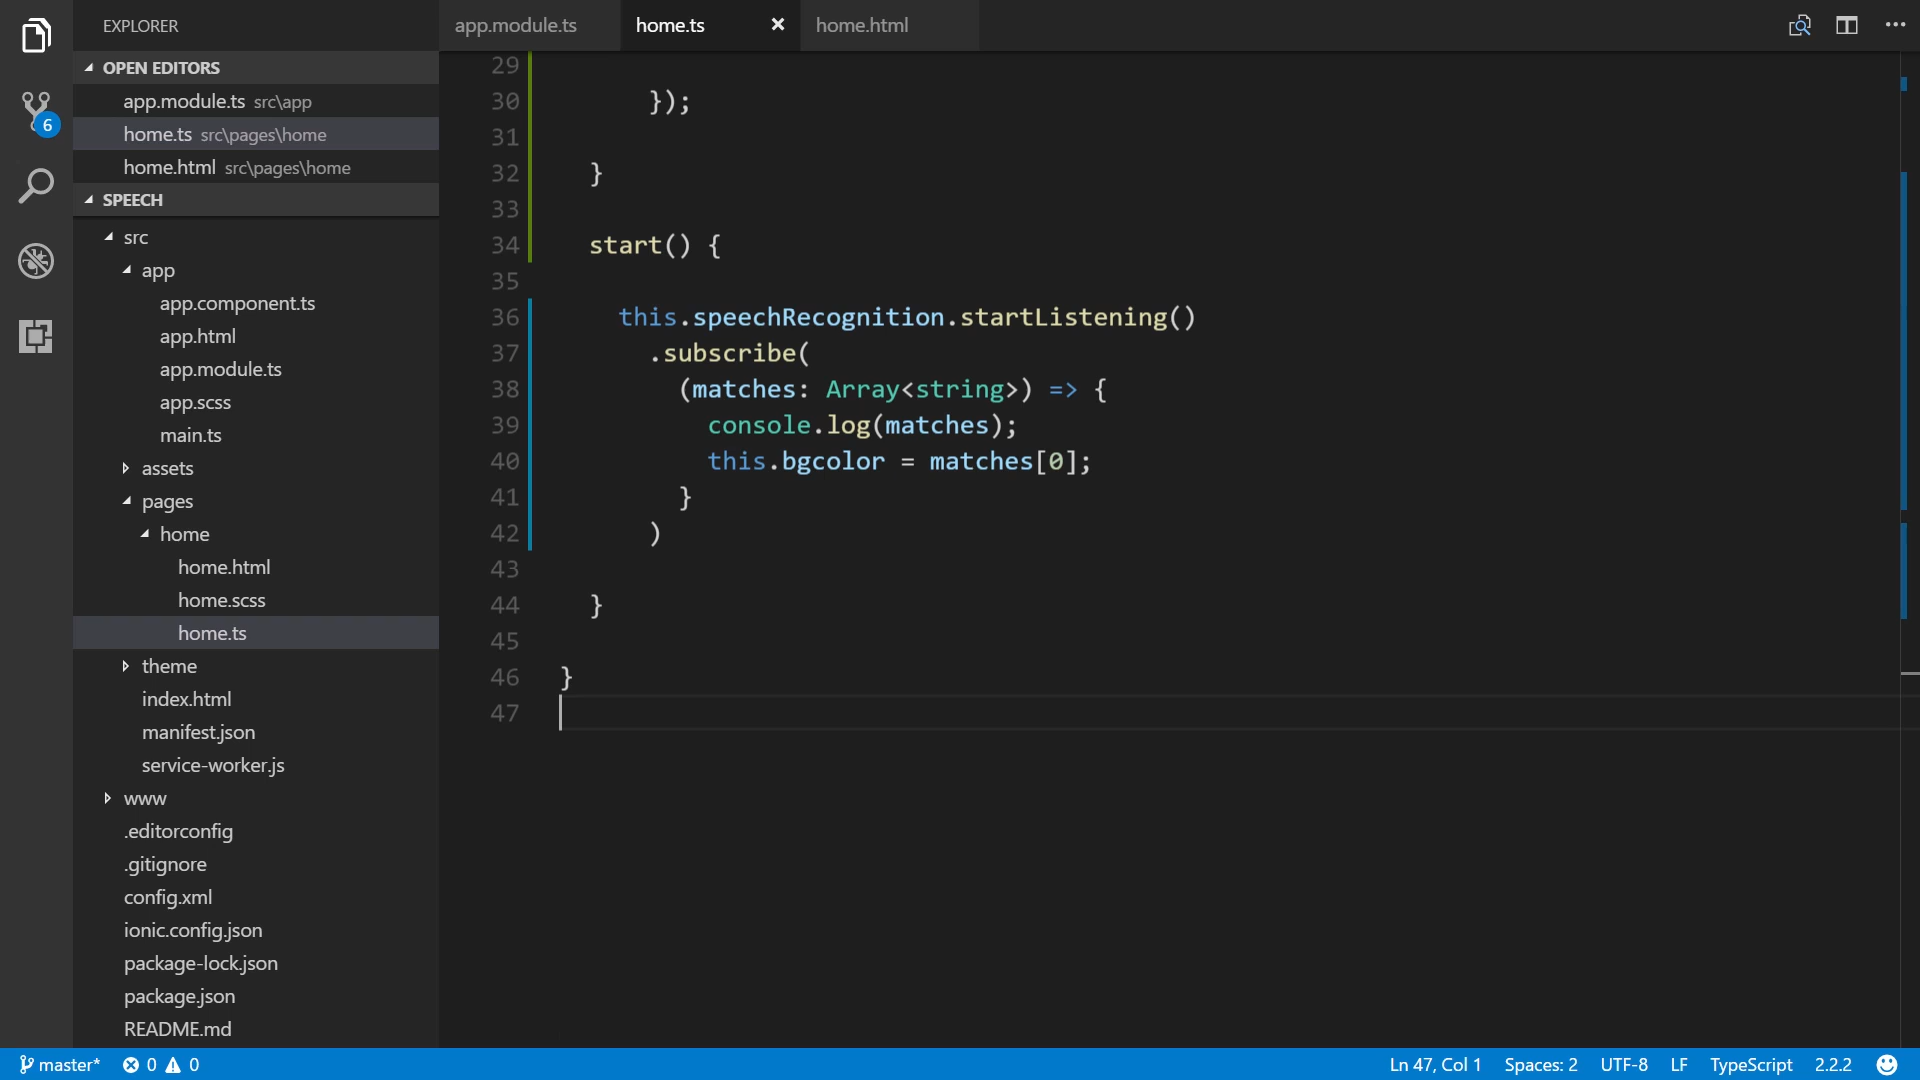 EXPLORER
OPEN EDITORS
app.module.ts src\app
home.ts src\pages\home
home.html src\pages\home
SPEECH
src
app
app.component.ts
app.html
app.module.ts
app.scss
main.ts
assets
pages
home
home.html
home.scss
home.ts
theme
index.html
manifest.json
service-worker.js
www
.editorconfig
.gitignore
config.xml
ionic.config.json
package-lock.json
package.json
README.md
6
app.module.ts home.ts × home.html
29
30 });
31
32 }
33
34 start() {
35
36 this.speechRecognition.startListening()
37 .subscribe(
38 (matches: Array<string>) => {
39 console.log(matches);
40 this.bgcolor = matches[0];
41 }
42 )
43
44 }
45
46 }
47
master* 0 0 Ln 47, Col 1 Spaces: 2 UTF-8 LF TypeScript 2.2.2